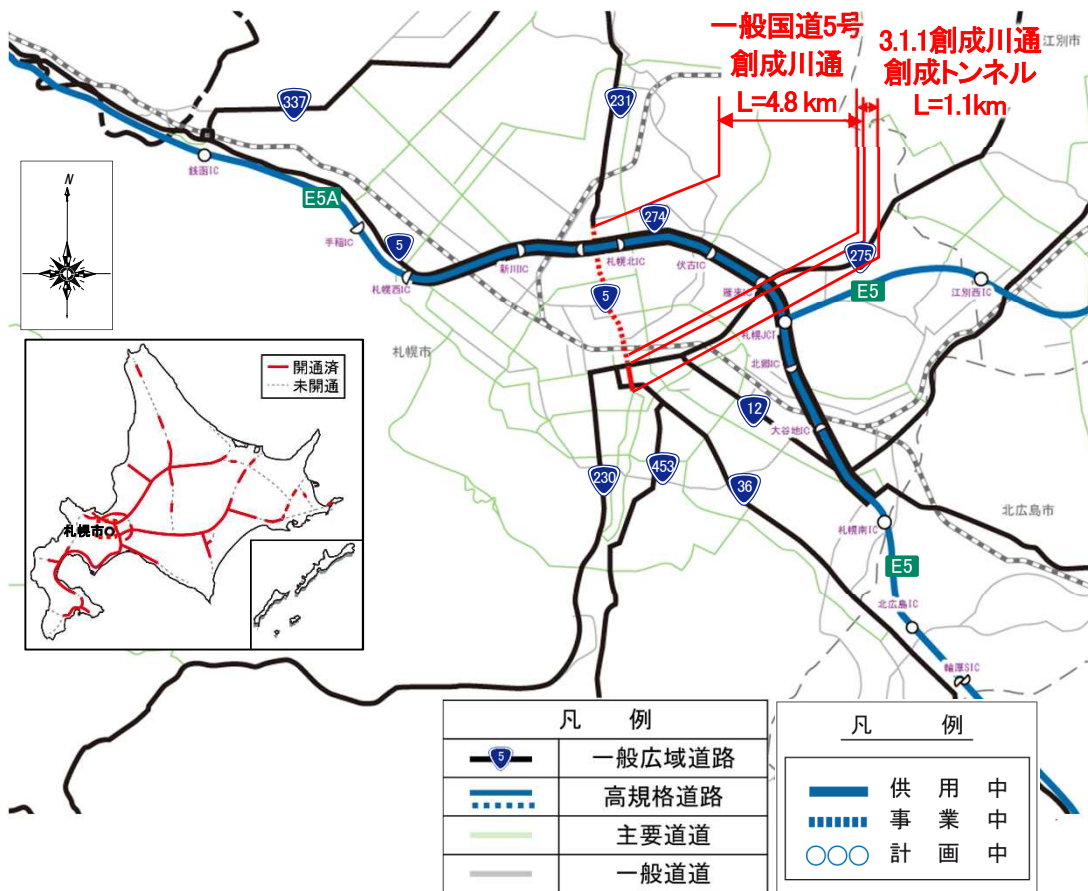 一般国道5号
創成川通
L=4.8 km
3.1.1創成川通
創成トンネル
L=1.1km
江別市
337
231
銭函IC
E5A
手稲IC
5
札幌西IC
新川IC
札幌北IC
274
伏古IC
雁来IC
275
E5
江別西IC
札幌JCT
北郷IC
大谷地IC
5
札幌市
12
230
453
36
札幌南IC
北広島市
E5
北広島IC
輪厚SIC
N
開通済
未開通
札幌市
凡 例
5
一般広域道路
高規格道路
主要道道
一般道道
凡 例
供 用 中
事 業 中
計 画 中